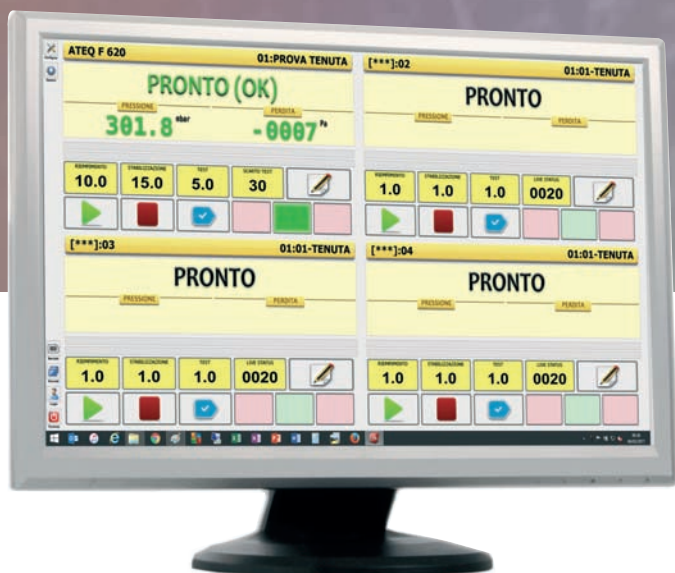 ATEQ F 620
01:PROVA TENUTA
PRONTO (OK)
PRESSIONE
PERDITA
301.8 mbar
-0007 Pa
RIEMPIMENTO
STABILIZZAZIONE
TEST
SCARTO TEST
10.0
15.0
5.0
30
[***]:02
01:01-TENUTA
PRONTO
PRESSIONE
PERDITA
RIEMPIMENTO
STABILIZZAZIONE
TEST
LIVE STATUS
1.0
1.0
1.0
0020
[***]:03
01:01-TENUTA
PRONTO
PRESSIONE
PERDITA
RIEMPIMENTO
STABILIZZAZIONE
TEST
LIVE STATUS
1.0
1.0
1.0
0020
[***]:04
01:01-TENUTA
PRONTO
PRESSIONE
PERDITA
RIEMPIMENTO
STABILIZZAZIONE
TEST
LIVE STATUS
1.0
1.0
1.0
0020